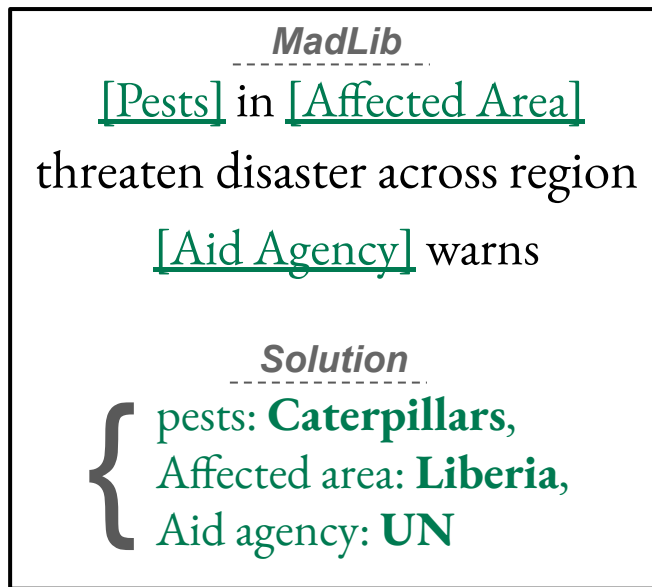 MadLib
[Pests] in [Affected Area]
threaten disaster across region
[Aid Agency] warns
Solution
{ pests: Caterpillars,
Affected area: Liberia,
Aid agency: UN